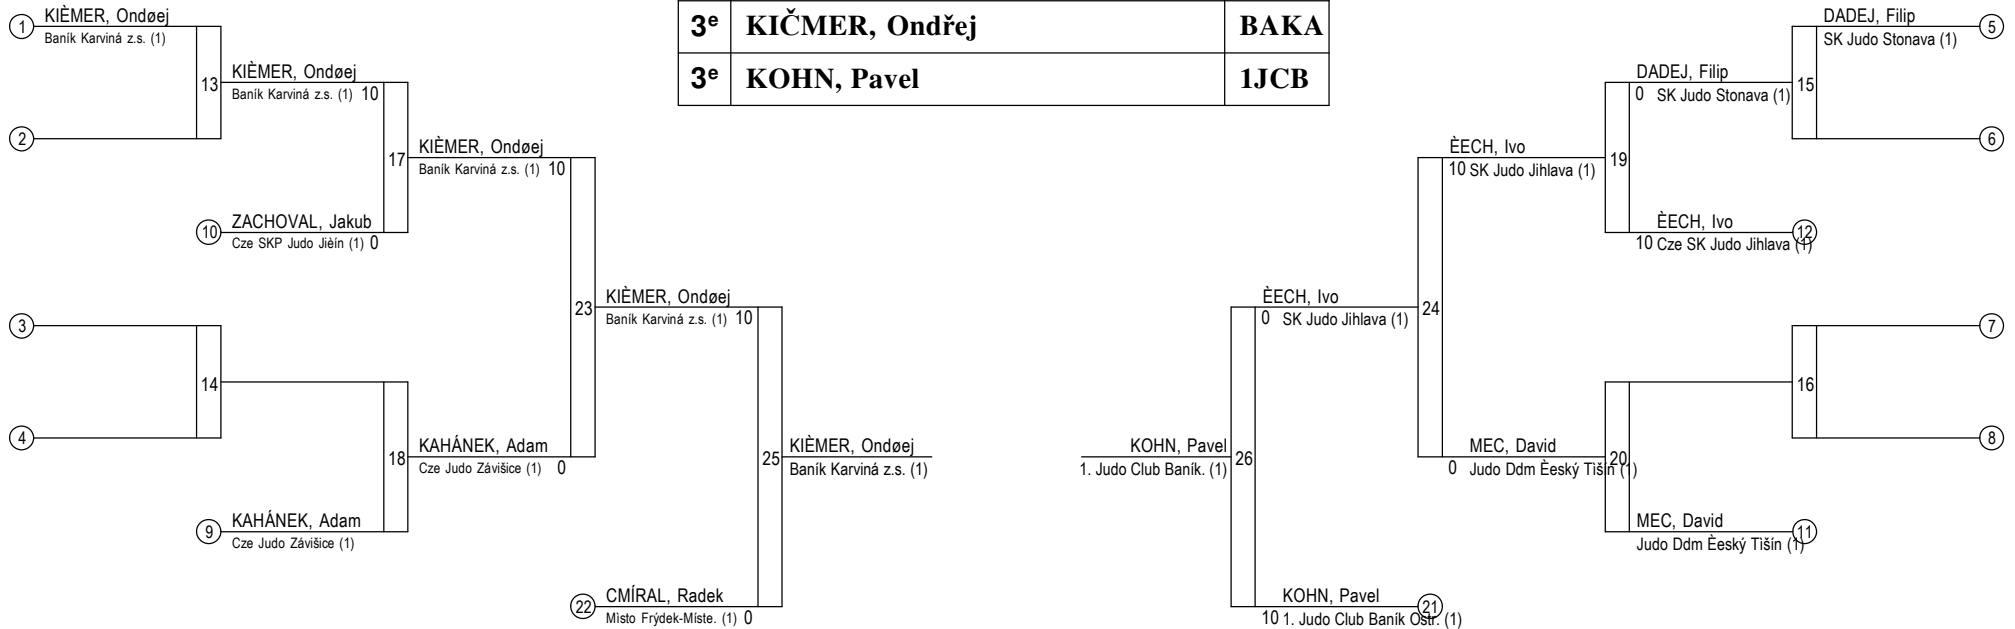 3e KIČMER, Ondřej BAKA
3e KOHN, Pavel 1JCB
1 KIÈMER, Ondøej
Baník Karviná z.s. (1)
13
KIÈMER, Ondøej
Baník Karviná z.s. (1) 10
2
17
KIÈMER, Ondøej
Baník Karviná z.s. (1) 10
10 ZACHOVAL, Jakub
Cze SKP Judo Jièín (1) 0
23
KIÈMER, Ondøej
Baník Karviná z.s. (1) 10
3
14
4
18
KAHÁNEK, Adam
Cze Judo Závišice (1) 0
9 KAHÁNEK, Adam
Cze Judo Závišice (1)
25
KIÈMER, Ondøej
Baník Karviná z.s. (1)
22 CMÍRAL, Radek
Misto Frýdek-Míste. (1) 0
DADEJ, Filip 5
SK Judo Stonava (1)
15
DADEJ, Filip
0 SK Judo Stonava (1)
6
19
ÈECH, Ivo
10 SK Judo Jihlava (1)
ÈECH, Ivo 12
10 Cze SK Judo Jihlava (1)
24
ÈECH, Ivo
0 SK Judo Jihlava (1)
7
16
8
20
MEC, David
0 Judo Ddm Èeský Tìšín (1)
MEC, David 11
Judo Ddm Èeský Tìšín (1)
26
KOHN, Pavel
1. Judo Club Baník. (1)
KOHN, Pavel 21
10 1. Judo Club Baník Ostr. (1)